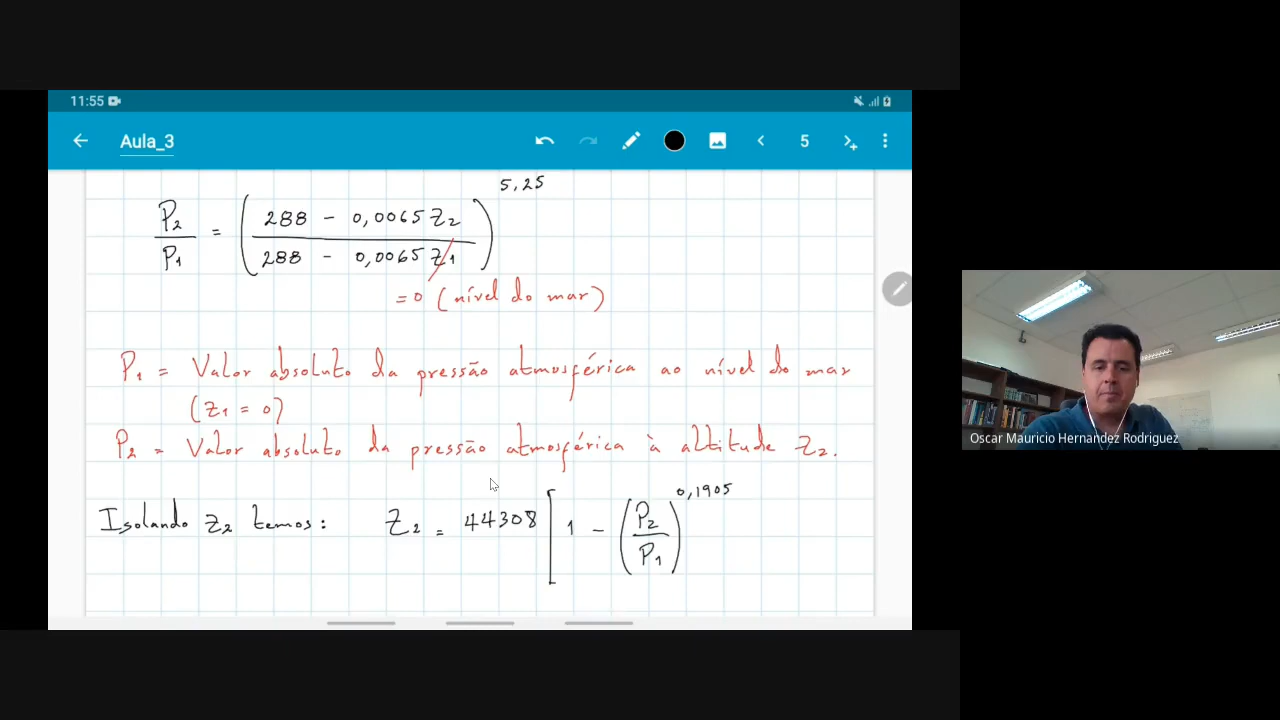 11:55
Aula_3
5
5,25
P₂/P₁ = (288 - 0,0065 Z₂ / 288 - 0,0065 Z₁)
= 0 (nível do mar)
P₁ = Valor absoluto da pressão atmosférica ao nível do mar
(Z₁ = 0)
P₂ = Valor absoluto da pressão atmosférica à altitude Z₂.
Isolando Z₂ temos: Z₂ = 44308 [1 - (P₂/P₁)^0,1905
Oscar Mauricio Hernandez Rodriguez